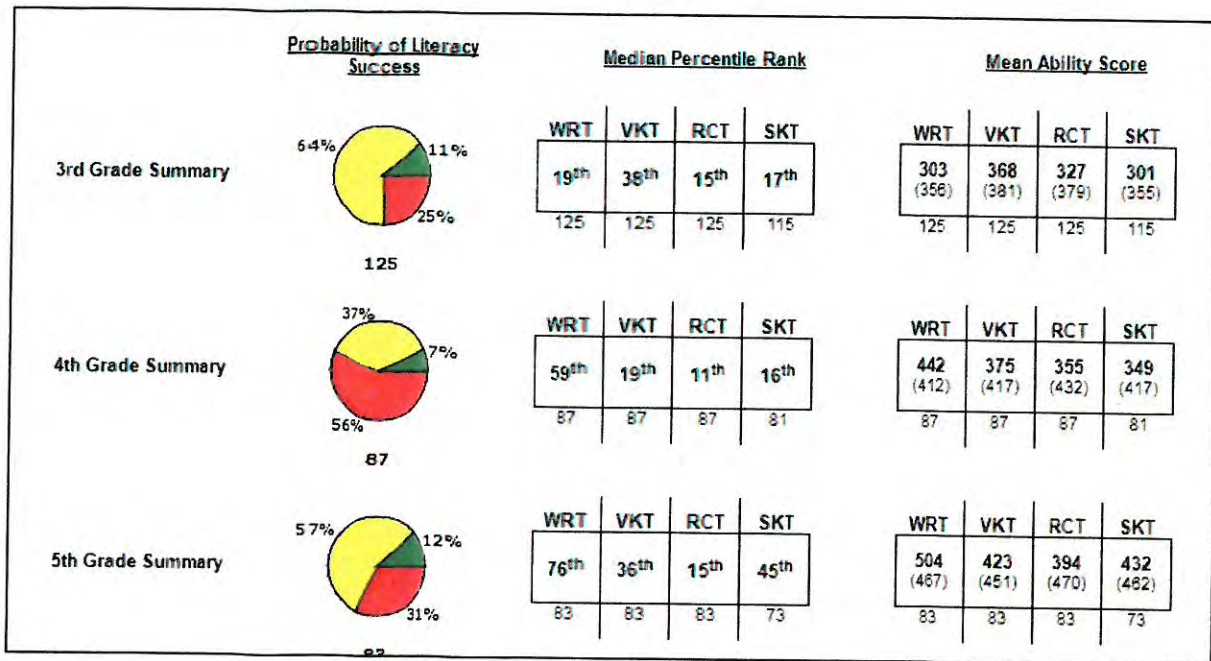 Probability of Literacy
Success
Median Percentile Rank
Mean Ability Score
3rd Grade Summary
64%
11%
25%
125
WRT VKT RCT SKT
19th 38th 15th 17th
125 125 125 115
WRT VKT RCT SKT
303 368 327 301
(356) (381) (379) (355)
125 125 125 115
4th Grade Summary
37%
7%
56%
87
WRT VKT RCT SKT
59th 19th 11th 16th
87 87 87 81
WRT VKT RCT SKT
442 375 355 349
(412) (417) (432) (417)
87 87 87 81
5th Grade Summary
57%
12%
31%
83
WRT VKT RCT SKT
76th 36th 15th 45th
83 83 83 73
WRT VKT RCT SKT
504 423 394 432
(467) (451) (470) (462)
83 83 83 73